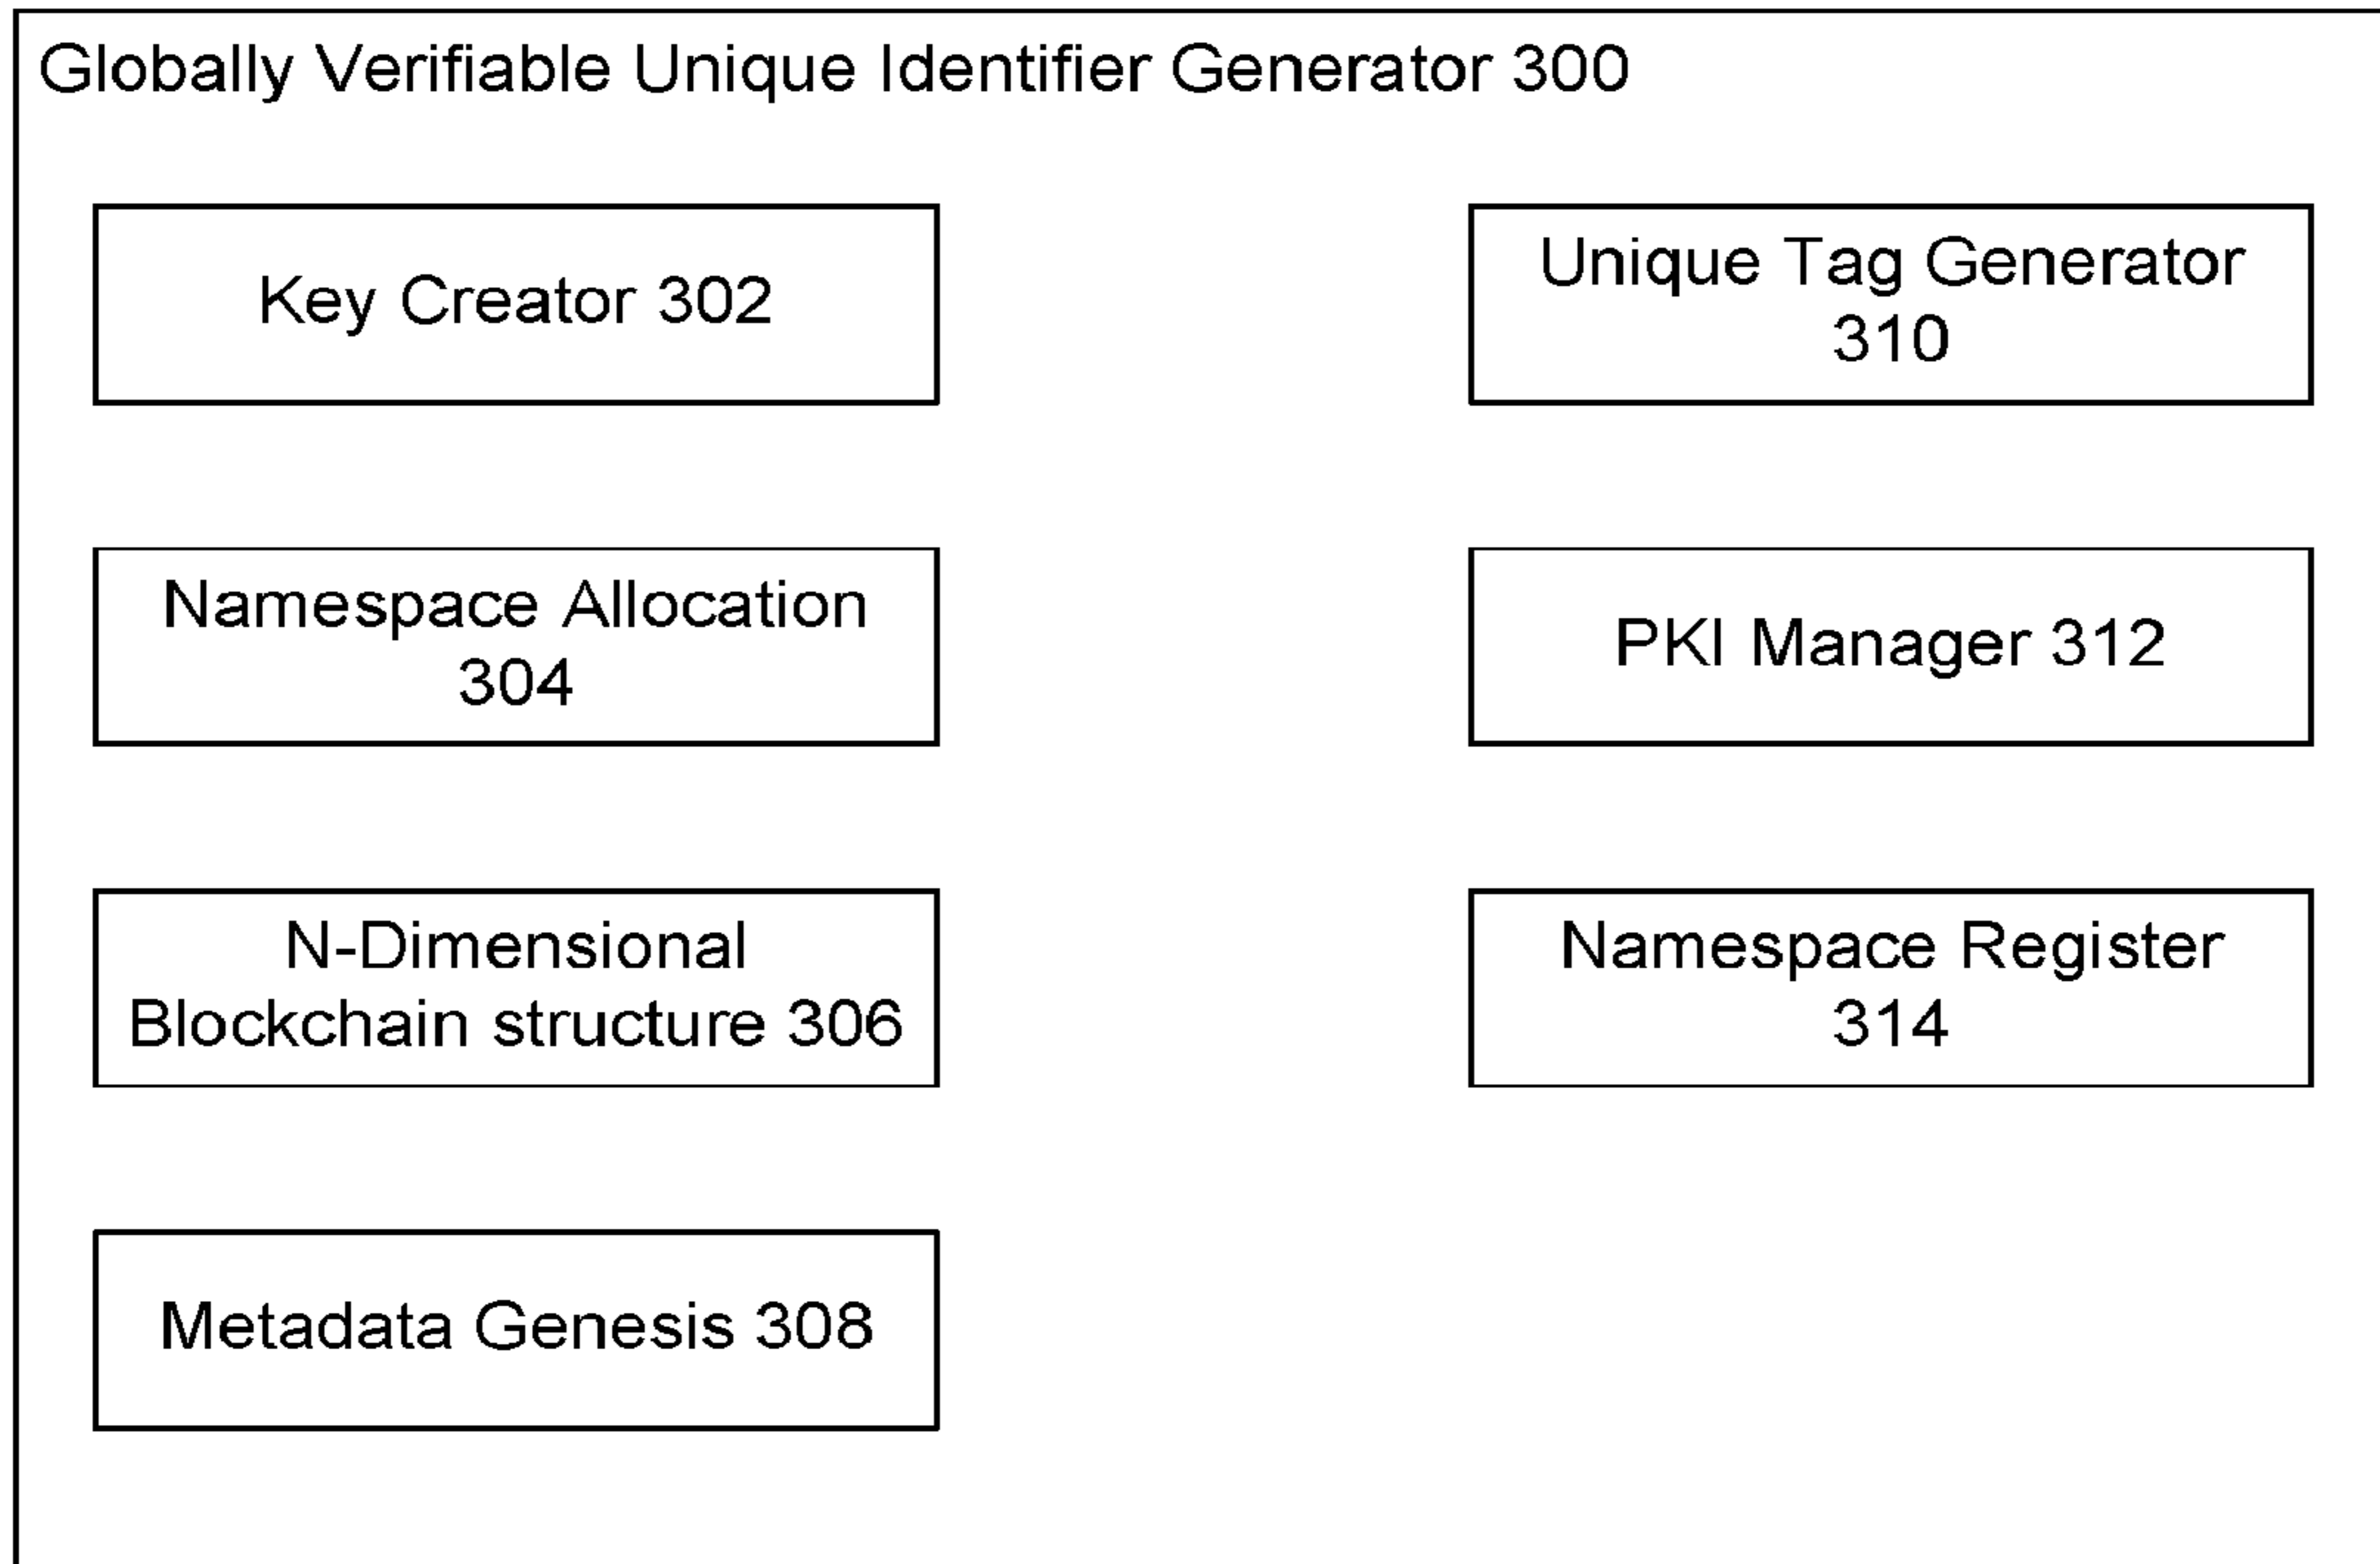 Globally Verifiable Unique Identifier Generator 300
Key Creator 302
Unique Tag Generator
310
Namespace Allocation
304
PKI Manager 312
N-Dimensional
Blockchain structure 306
Namespace Register
314
Metadata Genesis 308